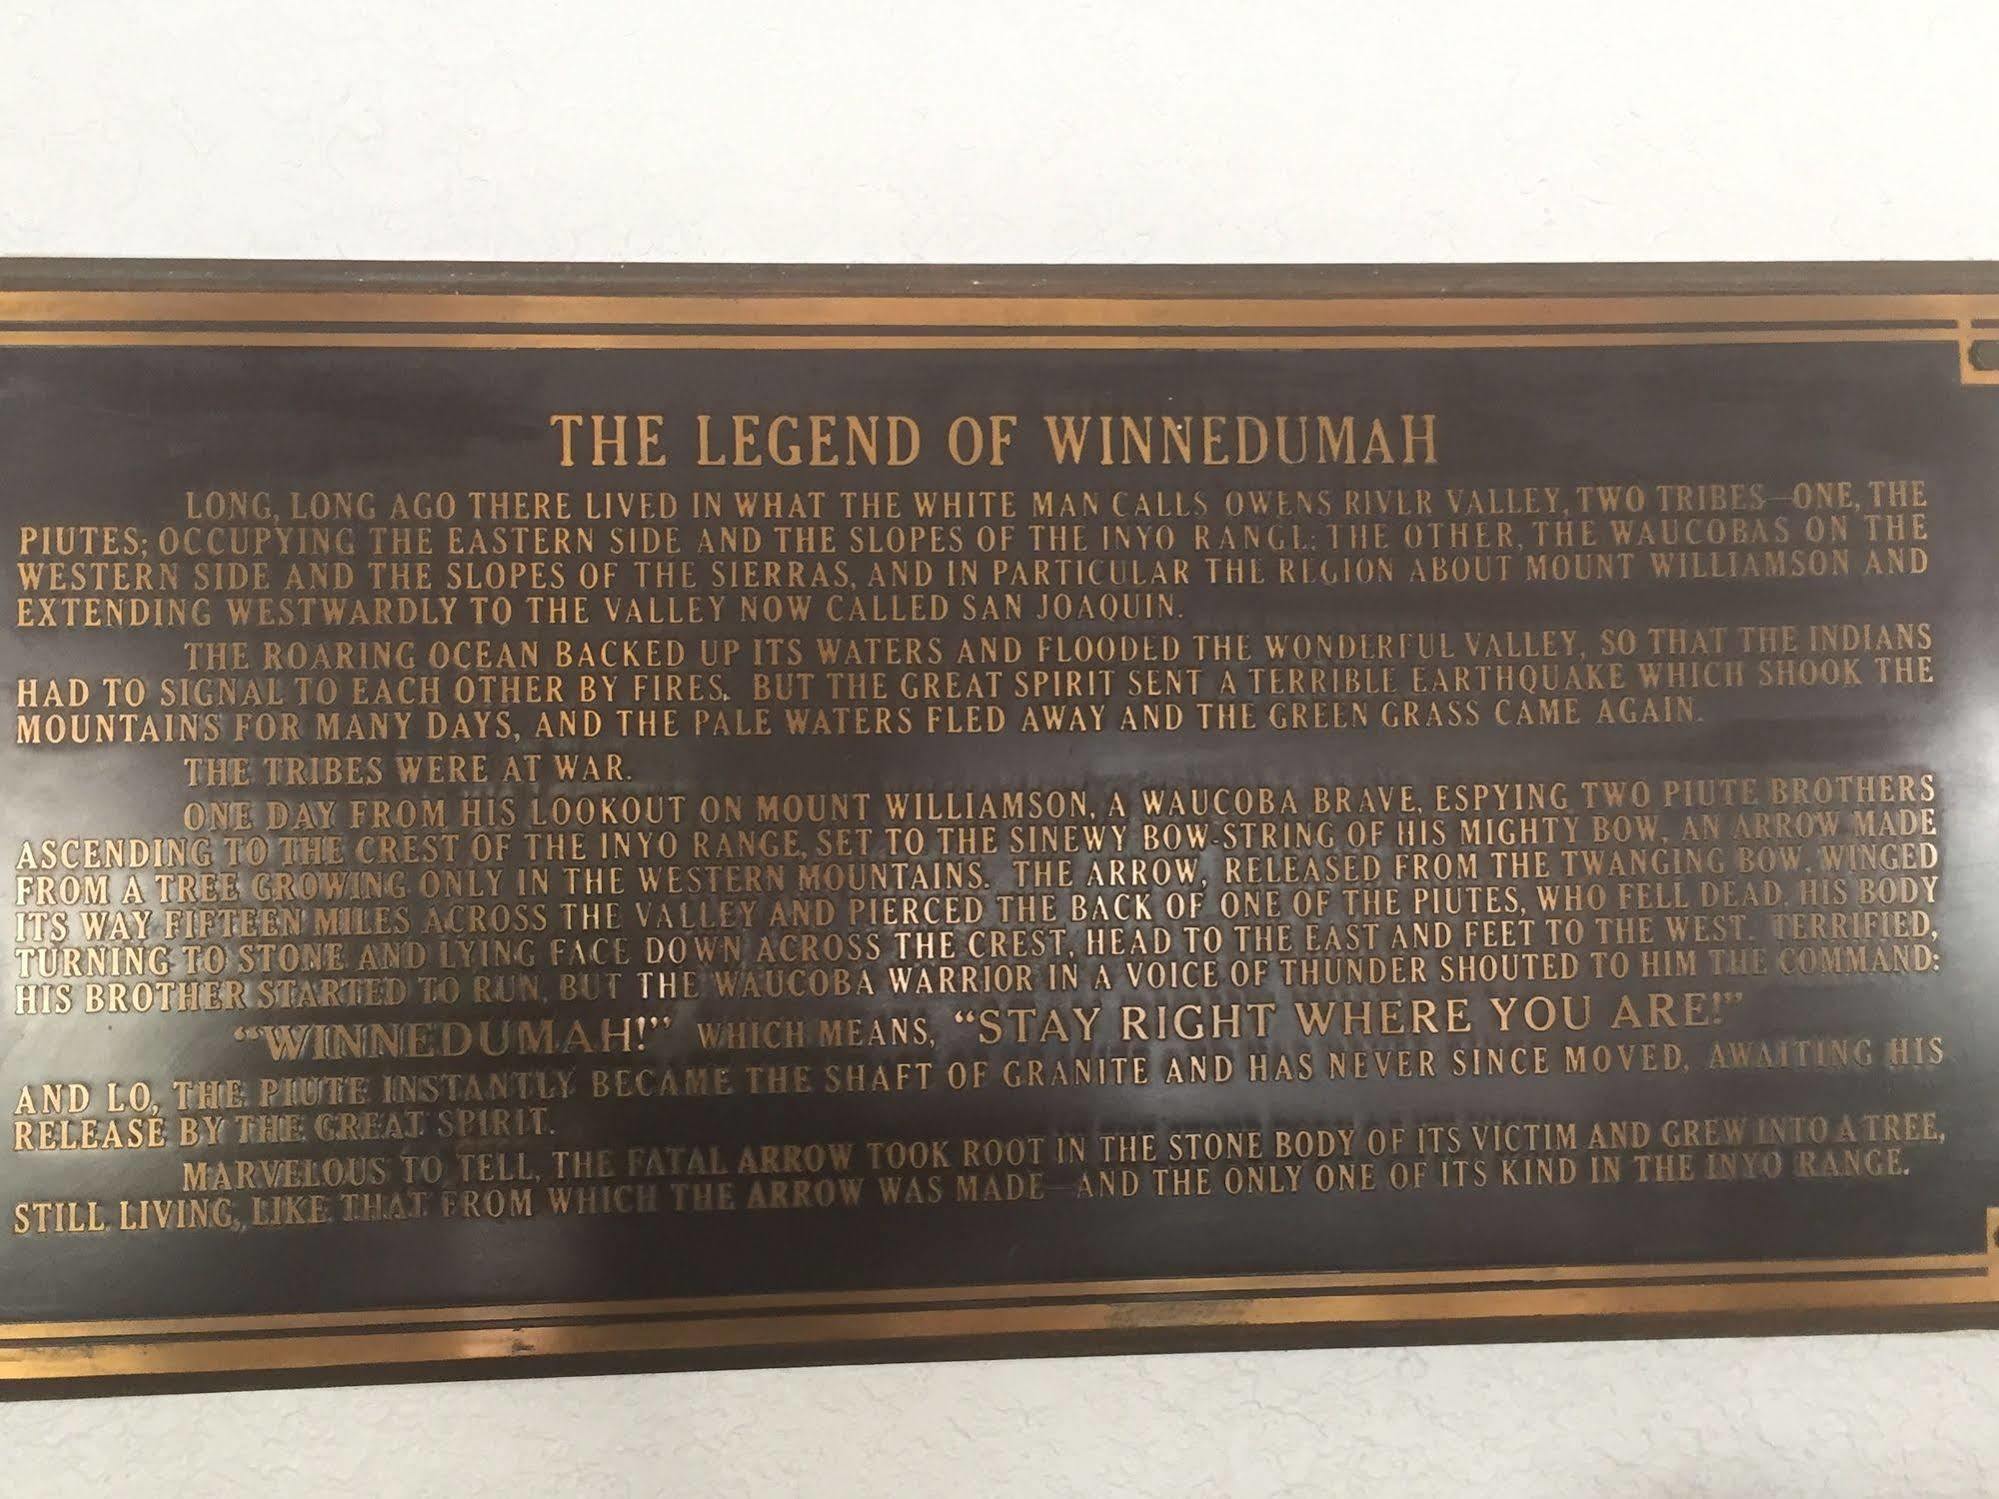 THE LEGEND OF WINNEDUMAH
LONG, LONG AGO THERE LIVED IN WHAT THE WHITE MAN CALLS OWENS RIVER VALLEY, TWO TRIBES—ONE, THE
PIUTES; OCCUPYING THE EASTERN SIDE AND THE SLOPES OF THE INYO RANGE: THE OTHER, THE WAUCOBAS ON THE
WESTERN SIDE AND THE SLOPES OF THE SIERRAS, AND IN PARTICULAR THE REGION ABOUT MOUNT WILLIAMSON AND
EXTENDING WESTWARDLY TO THE VALLEY NOW CALLED SAN JOAQUIN.
THE ROARING OCEAN BACKED UP ITS WATERS AND FLOODED THE WONDERFUL VALLEY, SO THAT THE INDIANS
HAD TO SIGNAL TO EACH OTHER BY FIRES. BUT THE GREAT SPIRIT SENT A TERRIBLE EARTHQUAKE WHICH SHOOK THE
MOUNTAINS FOR MANY DAYS, AND THE PALE WATERS FLED AWAY AND THE GREEN GRASS CAME AGAIN.
THE TRIBES WERE AT WAR.
ONE DAY FROM HIS LOOKOUT ON MOUNT WILLIAMSON, A WAUCOBA BRAVE, ESPYING TWO PIUTE BROTHERS
ASCENDING TO THE CREST OF THE INYO RANGE, SET TO THE SINEWY BOW-STRING OF HIS MIGHTY BOW, AN ARROW MADE
FROM A TREE GROWING ONLY IN THE WESTERN MOUNTAINS. THE ARROW, RELEASED FROM THE TWANGING BOW, WINGED
ITS WAY FIFTEEN MILES ACROSS THE VALLEY AND PIERCED THE BACK OF ONE OF THE PIUTES, WHO FELL DEAD, HIS BODY
TURNING TO STONE AND LYING FACE DOWN ACROSS THE CREST, HEAD TO THE EAST AND FEET TO THE WEST. TERRIFIED,
HIS BROTHER STARTED TO RUN, BUT THE WAUCOBA WARRIOR IN A VOICE OF THUNDER SHOUTED TO HIM THE COMMAND:
"WINNEDUMAH!" WHICH MEANS, "STAY RIGHT WHERE YOU ARE!"
AND LO, THE PIUTE INSTANTLY BECAME THE SHAFT OF GRANITE AND HAS NEVER SINCE MOVED, AWAITING HIS
RELEASE BY THE GREAT SPIRIT.
MARVELOUS TO TELL, THE FATAL ARROW TOOK ROOT IN THE STONE BODY OF ITS VICTIM AND GREW INTO A TREE,
STILL LIVING, LIKE THAT FROM WHICH THE ARROW WAS MADE—AND THE ONLY ONE OF ITS KIND IN THE INYO RANGE.